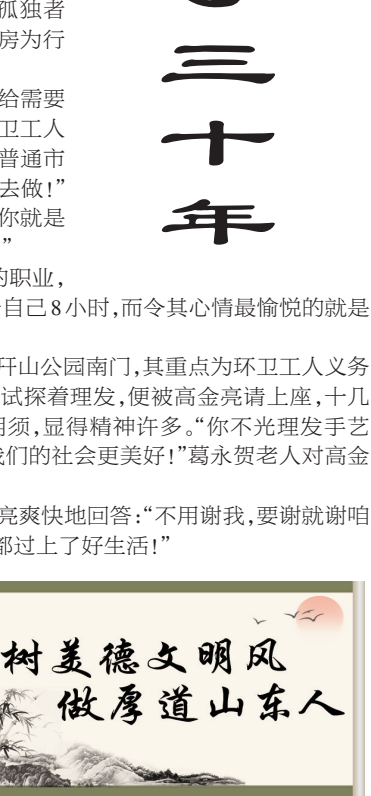 孤独者
房为行
给需要
卫工人
普通市
去做！”
你就是
”
的职业，
自己8小时，而令其心情最愉悦的就是
三
十
年
开山公园南门，其重点为环卫工人义务
试探着理发，便被高金亮请上座，十几
胡须，显得精神许多。“你不光理发手艺
我们的社会更美好！”葛永贺老人对高金
亮爽快地回答：“不用谢我，要谢就谢咱
都过上了好生活！”
树美德文明风
做厚道山东人